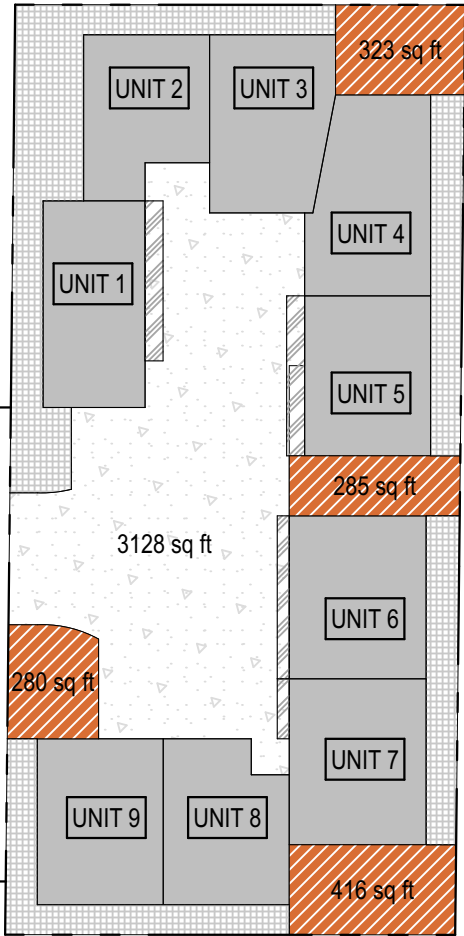 323 sq ft
UNIT 2
UNIT 3
UNIT 4
UNIT 1
UNIT 5
285 sq ft
3128 sq ft
UNIT 6
280 sq ft
UNIT 7
UNIT 9
UNIT 8
416 sq ft